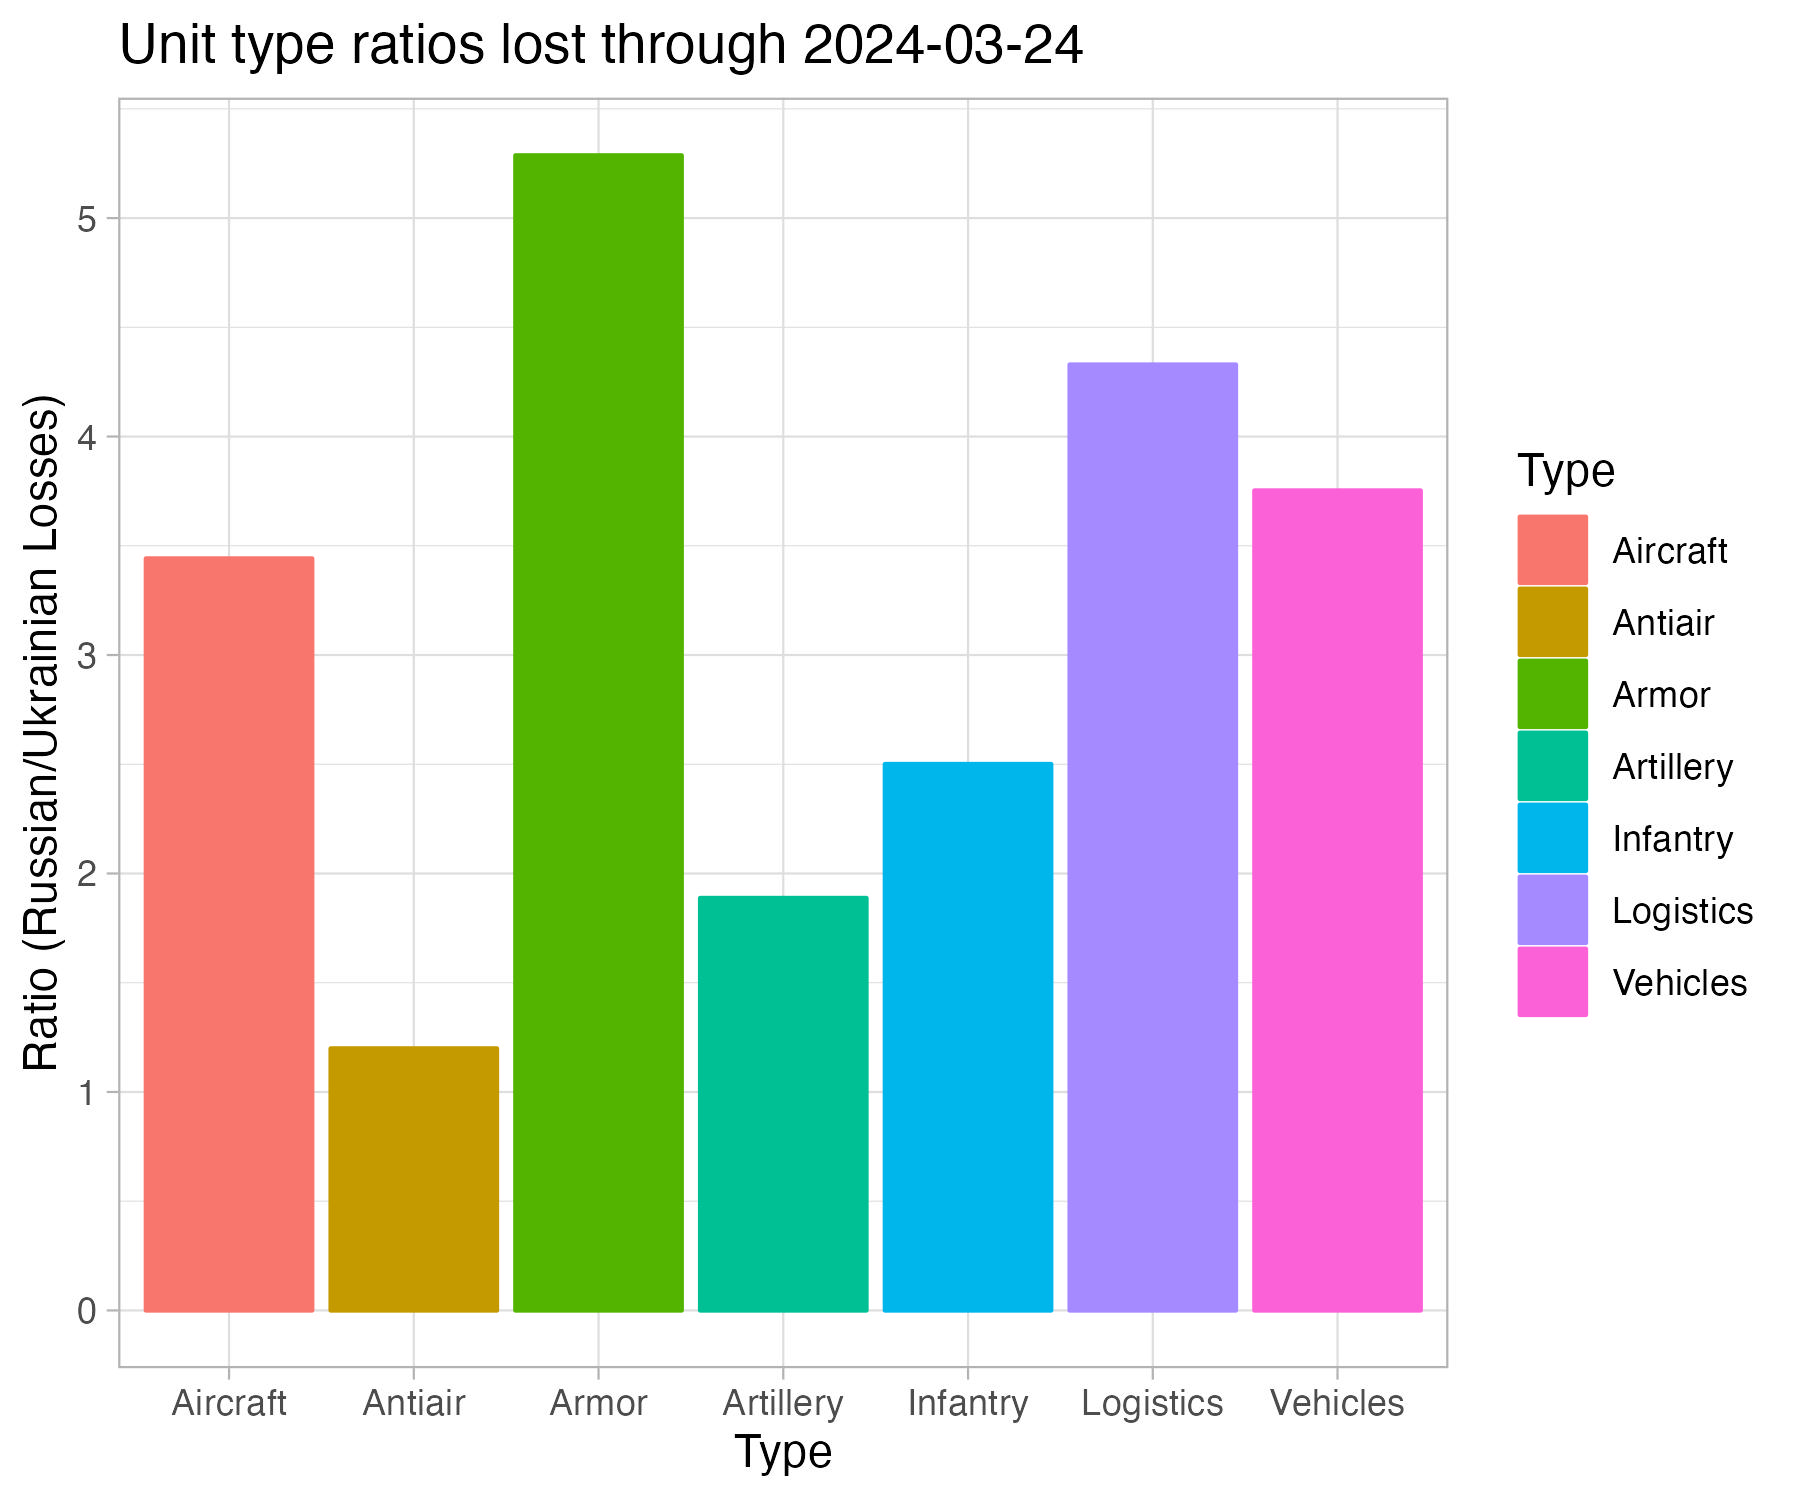 Unit type ratios lost through 2024-03-24
Ratio (Russian/Ukrainian Losses)
5
4
3
2
1
0
Aircraft
Antiair
Armor
Artillery
Infantry
Logistics
Vehicles
Type
Type
Aircraft
Antiair
Armor
Artillery
Infantry
Logistics
Vehicles